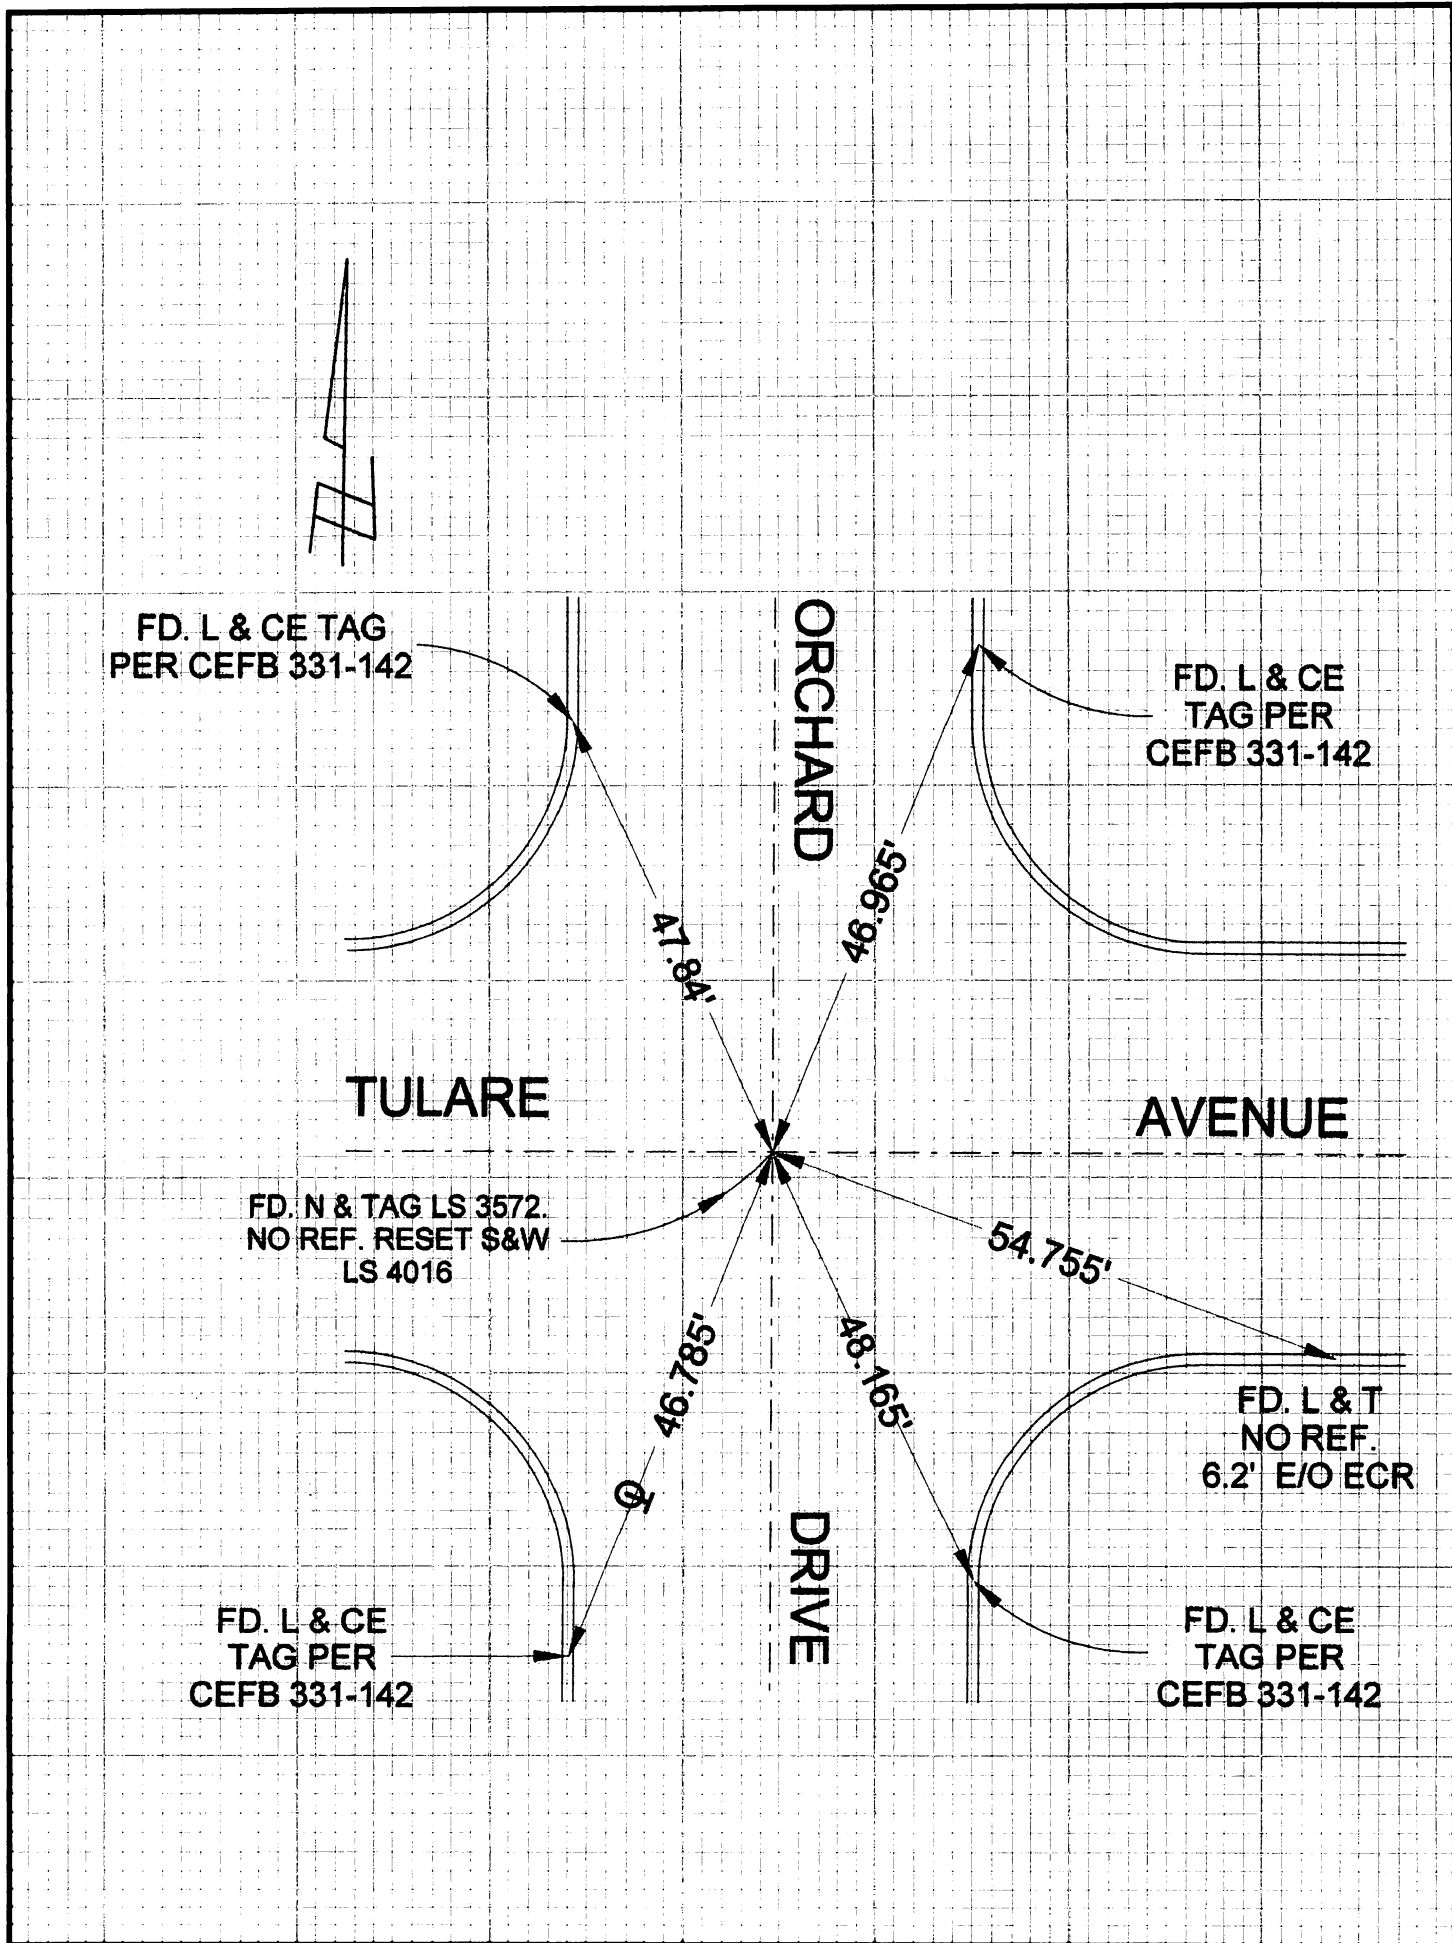 FD. L & CE TAG
PER CEFB 331-142
ORCHARD
FD. L & CE
TAG PER
CEFB 331-142
47.84'
46.965'
TULARE
AVENUE
FD. N & TAG LS 3572.
NO REF. RESET S&W
LS 4016
54.755'
46.785'
48.165'
FD. L & T
NO REF.
6.2' E/O ECR
DRIVE
FD. L & CE
TAG PER
CEFB 331-142
FD. L & CE
TAG PER
CEFB 331-142